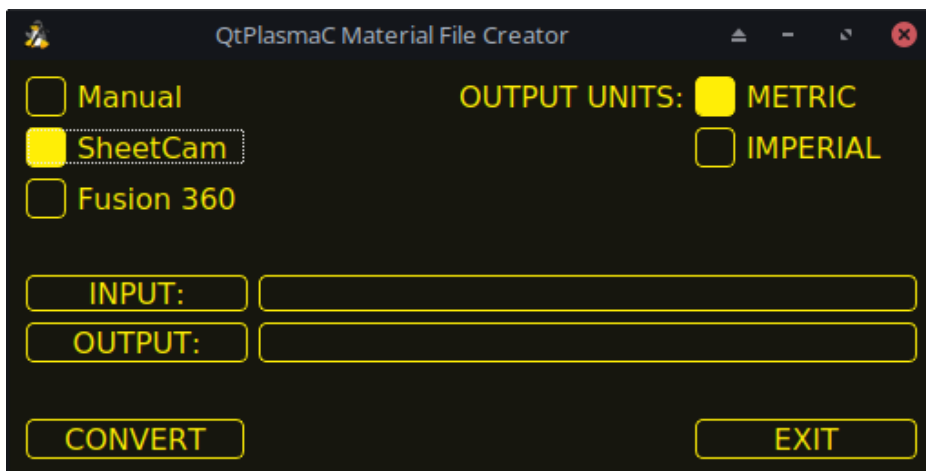 QtPlasmaC Material File Creator
Manual
OUTPUT UNITS: METRIC
SheetCam
IMPERIAL
Fusion 360
INPUT:
OUTPUT:
CONVERT
EXIT